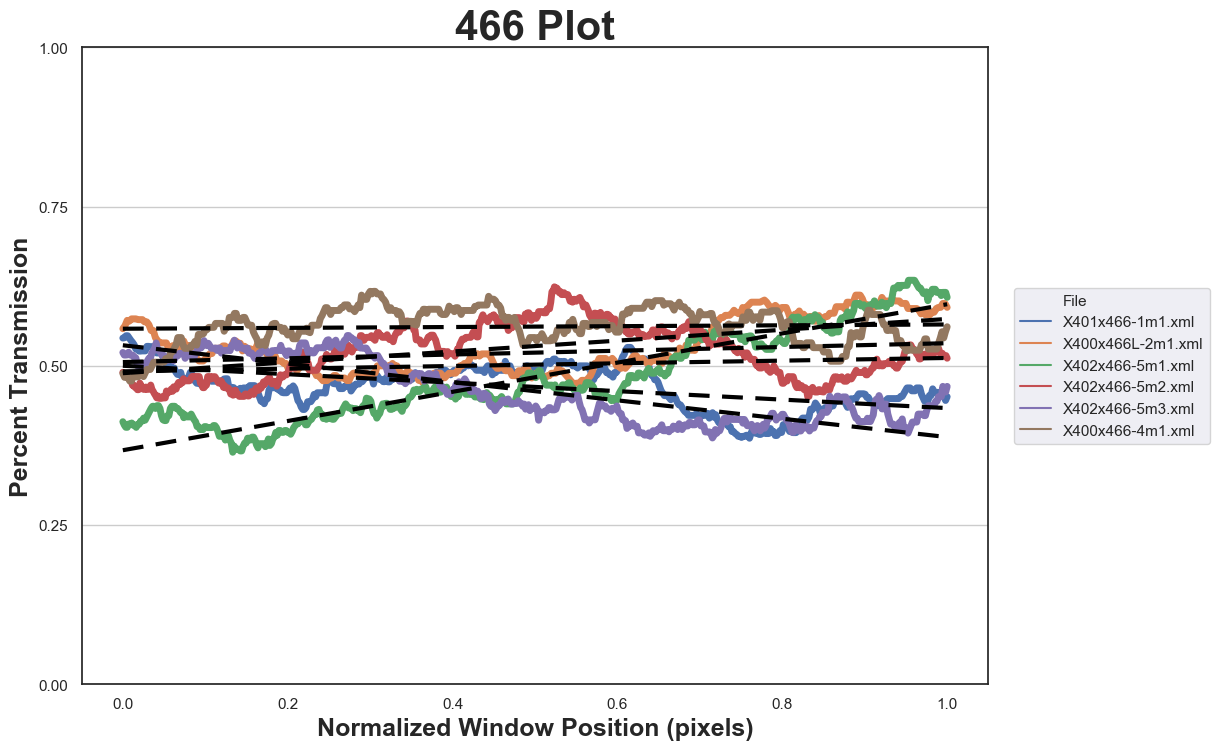 466 Plot
Percent Transmission
1.00
0.75
0.50
0.25
0.00
0.0 0.2 0.4 0.6 0.8 1.0
Normalized Window Position (pixels)
File
X401x466-1m1.xml
X400x466L-2m1.xml
X402x466-5m1.xml
X402x466-5m2.xml
X402x466-5m3.xml
X400x466-4m1.xml